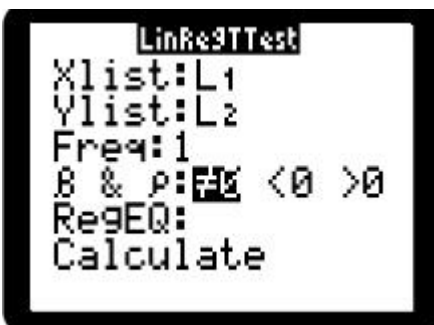 LinRegTTest
Xlist:L₁
Ylist:L₂
Freq:1
β & ρ:≠0 <0 >0
RegEQ:
Calculate